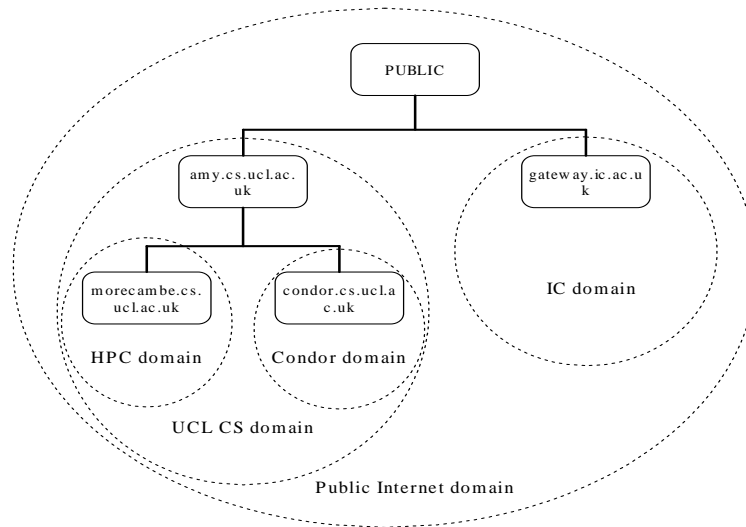 PUBLIC
amy.cs.ucl.ac.
uk
gateway.ic.ac.u
k
morecambe.cs.
ucl.ac.uk
condor.cs.ucl.a
c.uk
IC domain
HPC domain
Condor domain
UCL CS domain
Public Internet domain